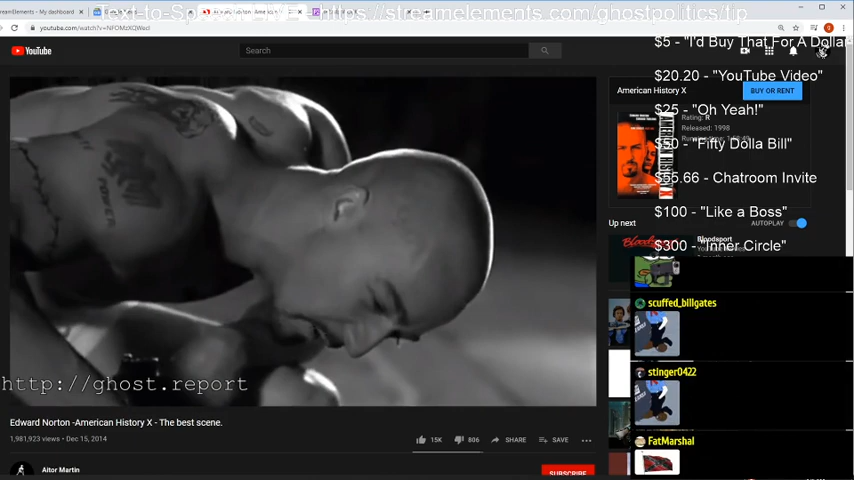 Text-to-Speech
https://streamelements.com/ghostpolitics/tip
youtube.com/watch?v=
YouTube
Search
$5 - "I'd Buy That For A Dollar
$20.20 - "YouTube Video"
$25 - "Oh Yeah!"
$50 - "Fifty Dolla Bill"
$55.66 - Chatroom Invite
$100 - "Like a Boss"
$300 - "Inner Circle"
American History X
BUY OR RENT
Rating: R
Released: 1998
AMERICAN HISTORY X
Up next
AUTOPLAY
Bloodsport
scuffed_billgates
stinger0422
FatMarshal
http://ghost.report
Edward Norton -American History X - The best scene.
1,981,923 views • Dec 15, 2014
15K
806
SHARE
SAVE
Aitor Martin
SUBSCRIBE